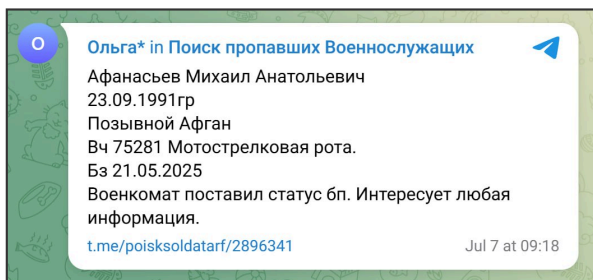 О
Ольга* in Поиск пропавших Военнослужащих
Афанасьев Михаил Анатольевич
23.09.1991гр
Позывной Афган
Вч 75281 Мотострелковая рота.
Бз 21.05.2025
Военкомат поставил статус бп. Интересует любая
информация.
t.me/poisksoldatarf/2896341 Jul 7 at 09:18